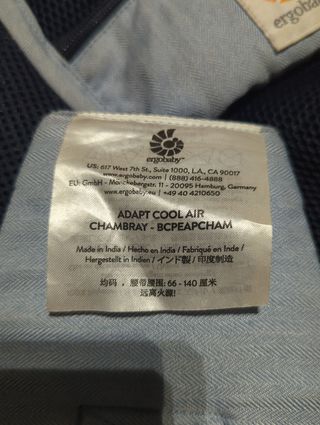 ergobaby
ergobaby™
US: 617 West 7th St., Suite 1000, L.A., CA 90017
ergobaby.com | (888) 416-4888
EU: GmbH - Mönckebergstr. 11 - 20095 Hamburg, Germany
ergobaby.eu | +49 40 4210650
ADAPT COOL AIR
CHAMBRAY - BCPEAPCHAM
Made in India / Hecho en India / Fabriqué en Inde /
Hergestellt in Indien / インド製 / 印度制造
均码，腰带腰围: 66 - 140 厘米
远离火源!